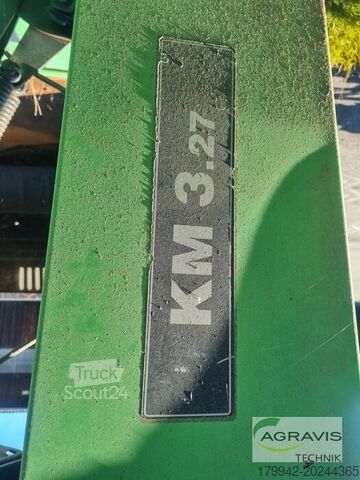 KM 3.27
Truck
Scout24
AGRAVIS
TECHNIK
179942-20244365